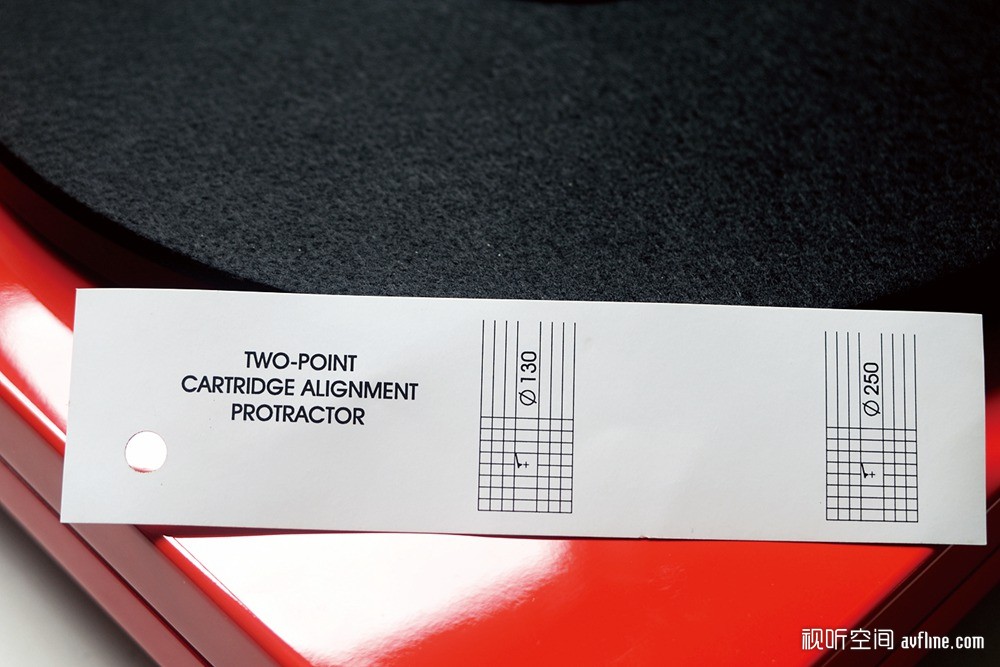 TWO-POINT
CARTRIDGE ALIGNMENT
PROTRACTOR
Ø 130
Ø 250
视听空间 avfline.com